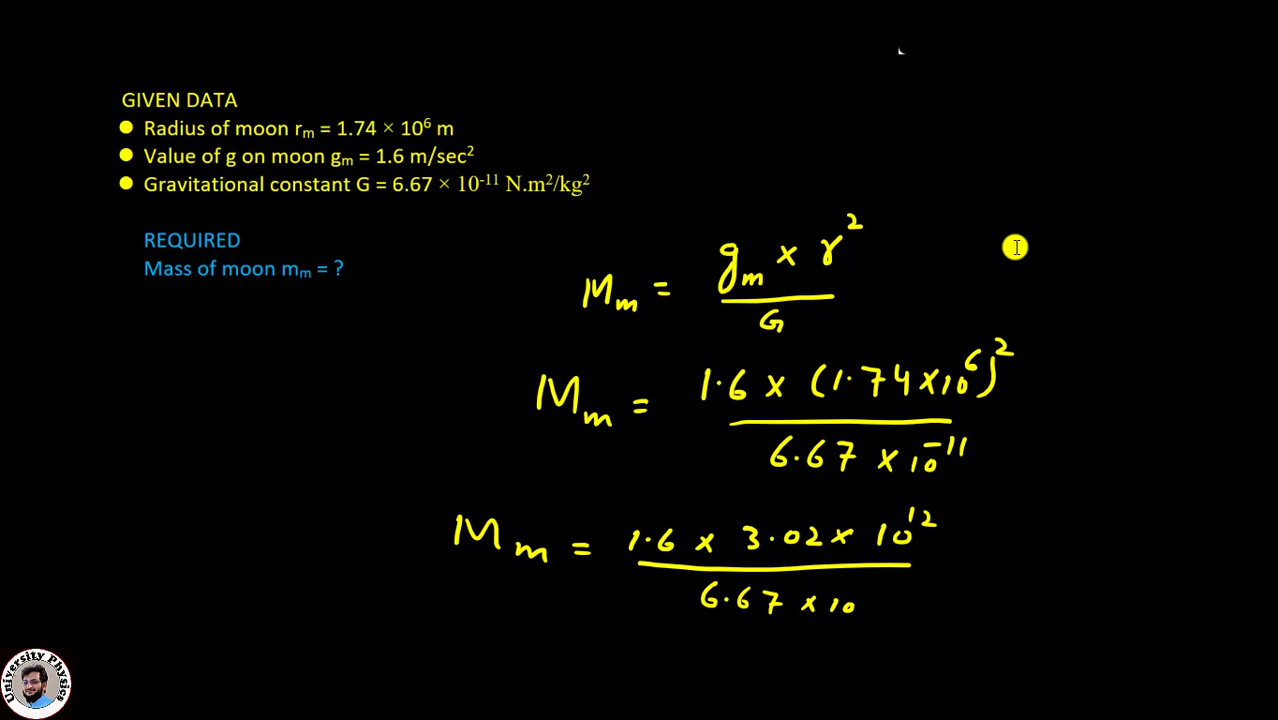 GIVEN DATA
● Radius of moon rₘ = 1.74 × 10⁶ m
● Value of g on moon gₘ = 1.6 m/sec²
● Gravitational constant G = 6.67 × 10⁻¹¹ N.m²/kg²
REQUIRED
Mass of moon mₘ = ?
Mₘ = gₘ × r² / G
Mₘ = 1.6 × (1.74×10⁶)² / 6.67 × 10⁻¹¹
Mₘ = 1.6 × 3.02 × 10¹² / 6.67 × 10
University Physics